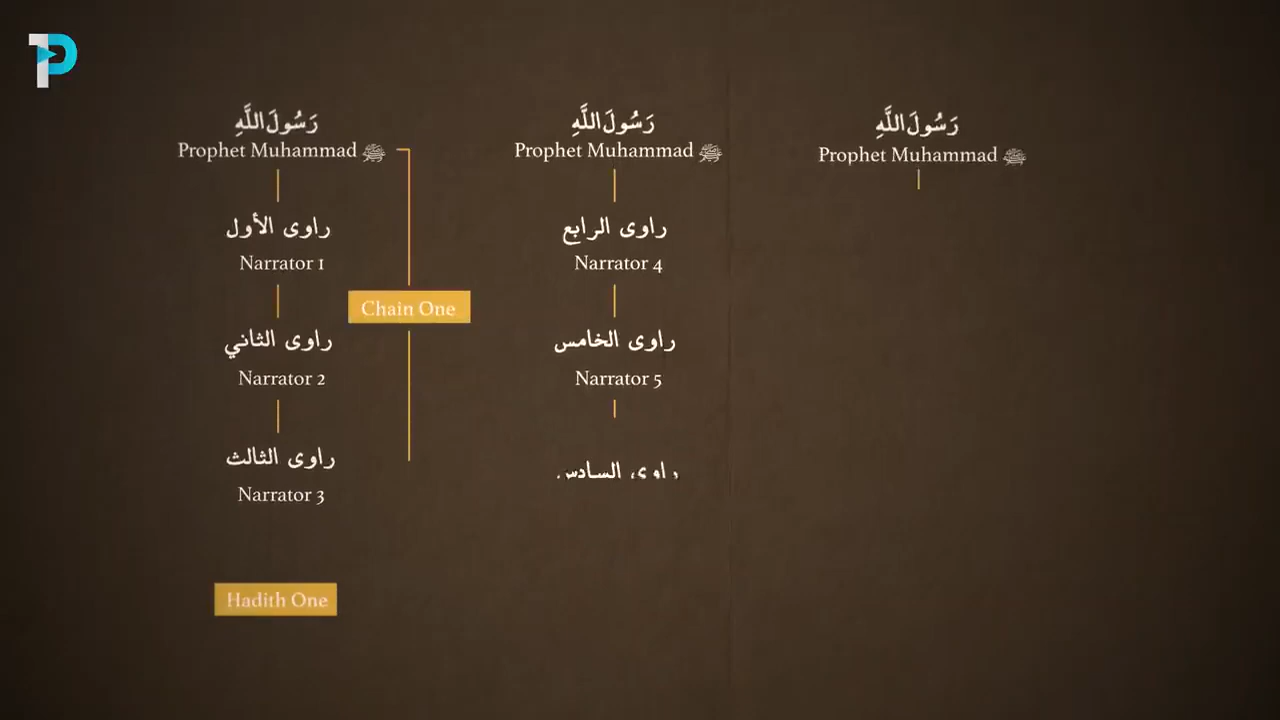 رَسُولَ اللَّهِ
Prophet Muhammad ﷺ
راوى الأول
Narrator 1
راوى الثاني
Narrator 2
راوى الثالث
Narrator 3
Hadith One
Chain One
رَسُولَ اللَّهِ
Prophet Muhammad ﷺ
راوى الرابع
Narrator 4
راوى الخامس
Narrator 5
راوى السادس
رَسُولَ اللَّهِ
Prophet Muhammad ﷺ